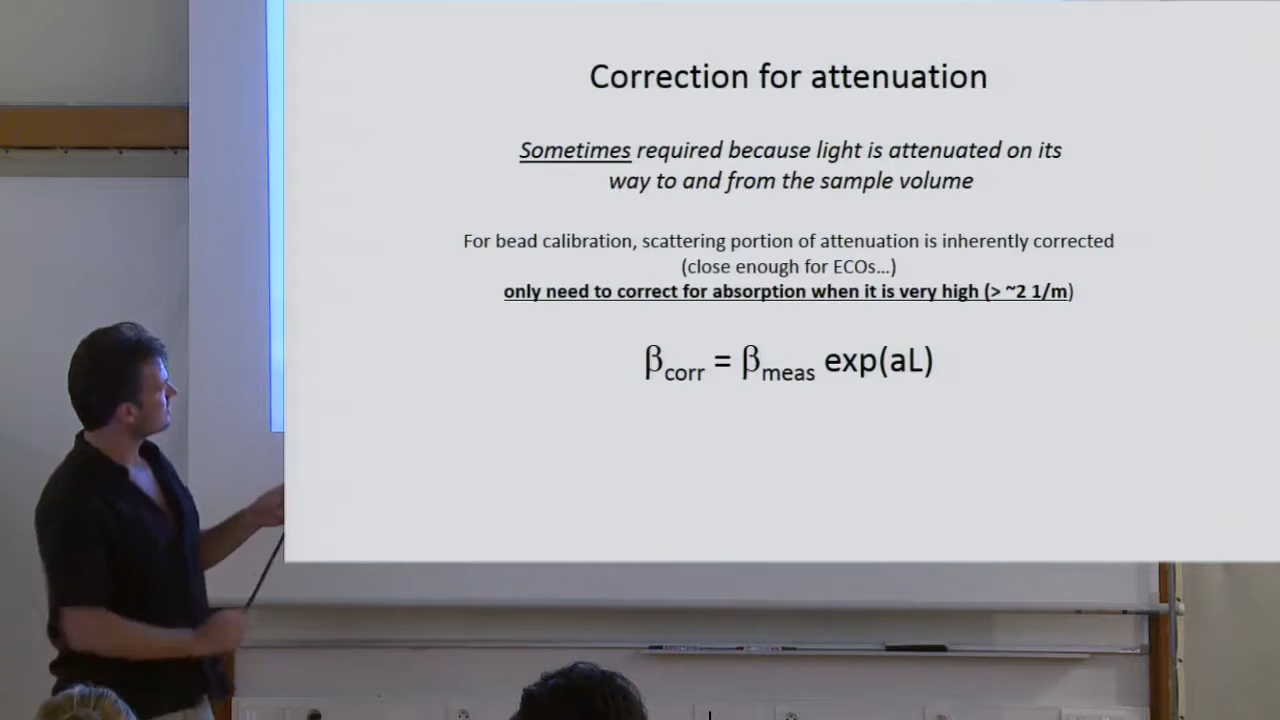 Correction for attenuation
Sometimes required because light is attenuated on its
way to and from the sample volume
For bead calibration, scattering portion of attenuation is inherently corrected
(close enough for ECOs...)
only need to correct for absorption when it is very high (> ~2 1/m)
βcorr = βmeas exp(aL)